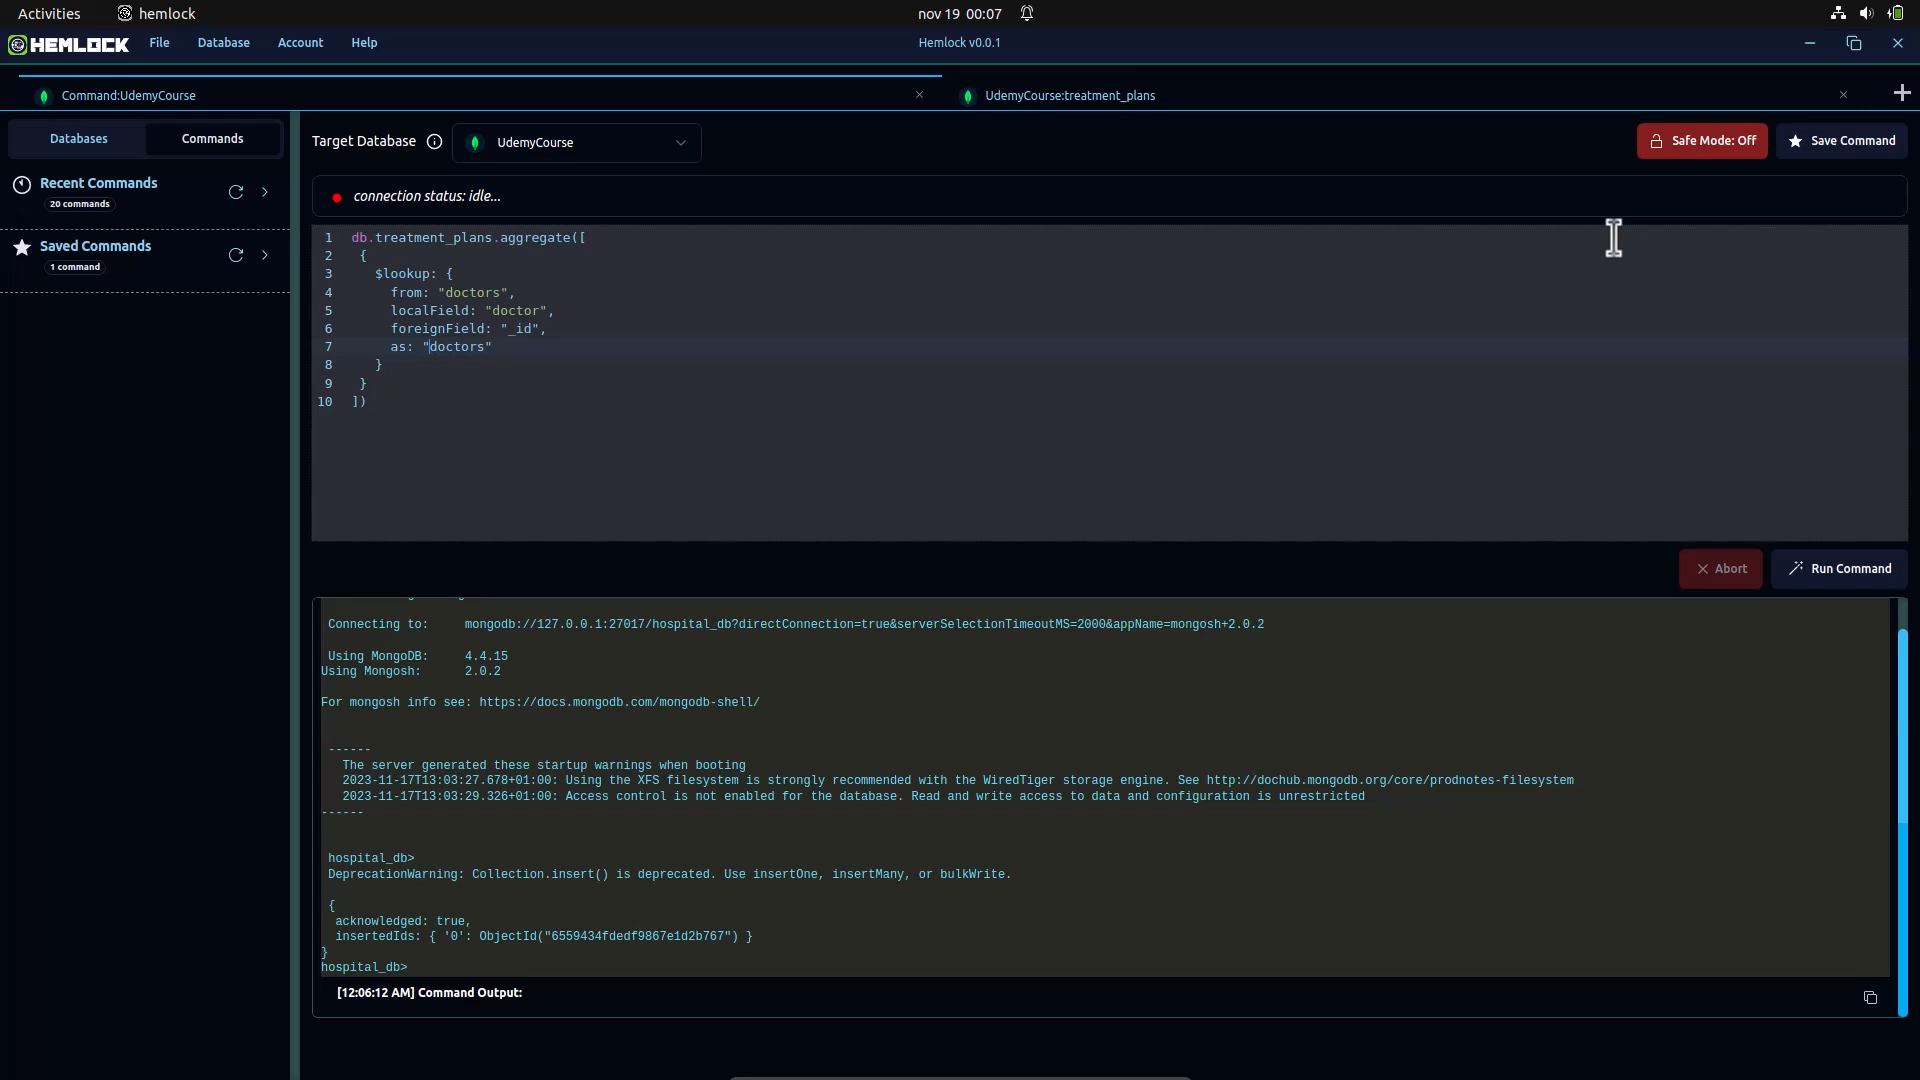 Activities
hemlock
nov 19 00:07
HEMLOCK
File
Database
Account
Help
Hemlock v0.0.1
Command:UdemyCourse
UdemyCourse:treatment_plans
Databases
Commands
Recent Commands
20 commands
Saved Commands
1 command
Target Database
UdemyCourse
Safe Mode: Off
Save Command
connection status: idle...
1 db.treatment_plans.aggregate([
2 {
3 $lookup: {
4 from: "doctors",
5 localField: "doctor",
6 foreignField: "_id",
7 as: "doctors"
8 }
9 }
10 ])
Abort
Run Command
Connecting to: mongodb://127.0.0.1:27017/hospital_db?directConnection=true&serverSelectionTimeoutMS=2000&appName=mongosh+2.0.2
Using MongoDB: 4.4.15
Using Mongosh: 2.0.2
For mongosh info see: https://docs.mongodb.com/mongodb-shell/
------
The server generated these startup warnings when booting
2023-11-17T13:03:27.678+01:00: Using the XFS filesystem is strongly recommended with the WiredTiger storage engine. See http://dochub.mongodb.org/core/prodnotes-filesystem
2023-11-17T13:03:29.326+01:00: Access control is not enabled for the database. Read and write access to data and configuration is unrestricted
------
hospital_db>
DeprecationWarning: Collection.insert() is deprecated. Use insertOne, insertMany, or bulkWrite.
{
acknowledged: true,
insertedIds: { '0': ObjectId("6559434fdedf9867e1d2b767") }
}
hospital_db>
[12:06:12 AM] Command Output: